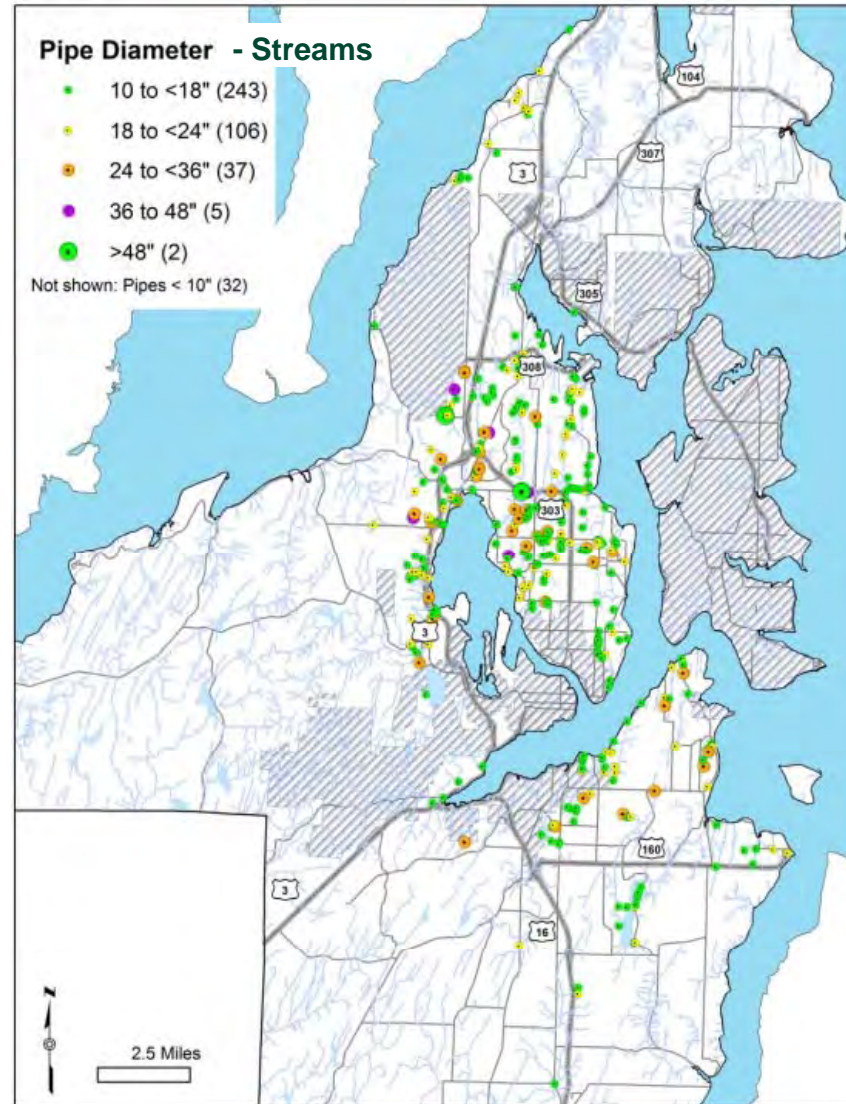 Pipe Diameter - Streams
10 to <18" (243)
18 to <24" (106)
24 to <36" (37)
36 to 48" (5)
>48" (2)
Not shown: Pipes < 10" (32)
104
307
3
305
308
303
3
160
3
16
N
2.5 Miles